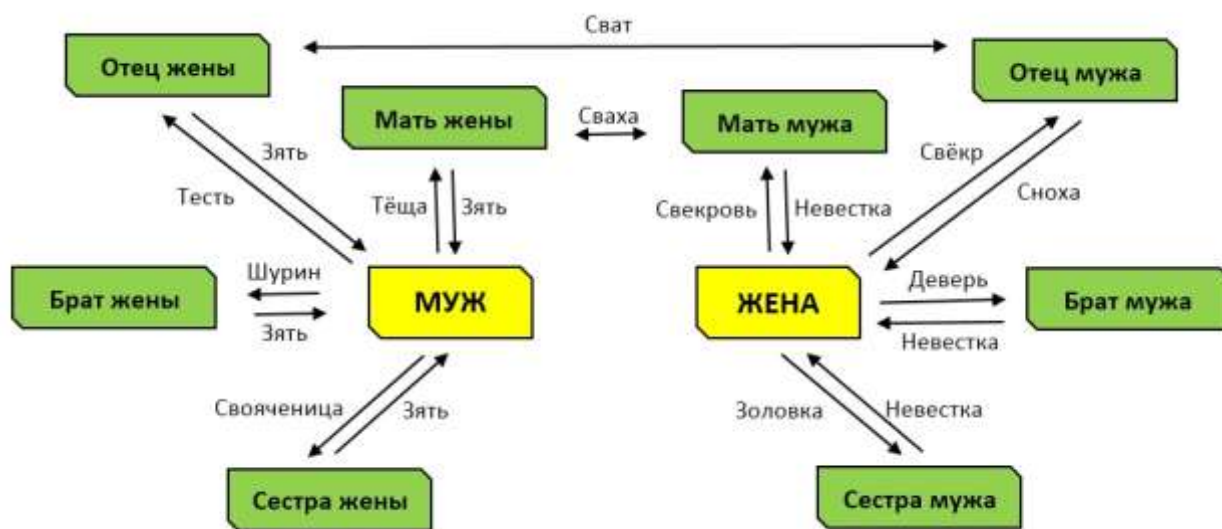 Сват
Отец жены
Отец мужа
Мать жены
Сваха
Мать мужа
Зять
Тесть
Тёща
Зять
Свекровь
Невестка
Свёкр
Сноха
Брат жены
Шурин
Зять
МУЖ
ЖЕНА
Деверь
Невестка
Брат мужа
Свояченица
Зять
Золовка
Невестка
Сестра жены
Сестра мужа